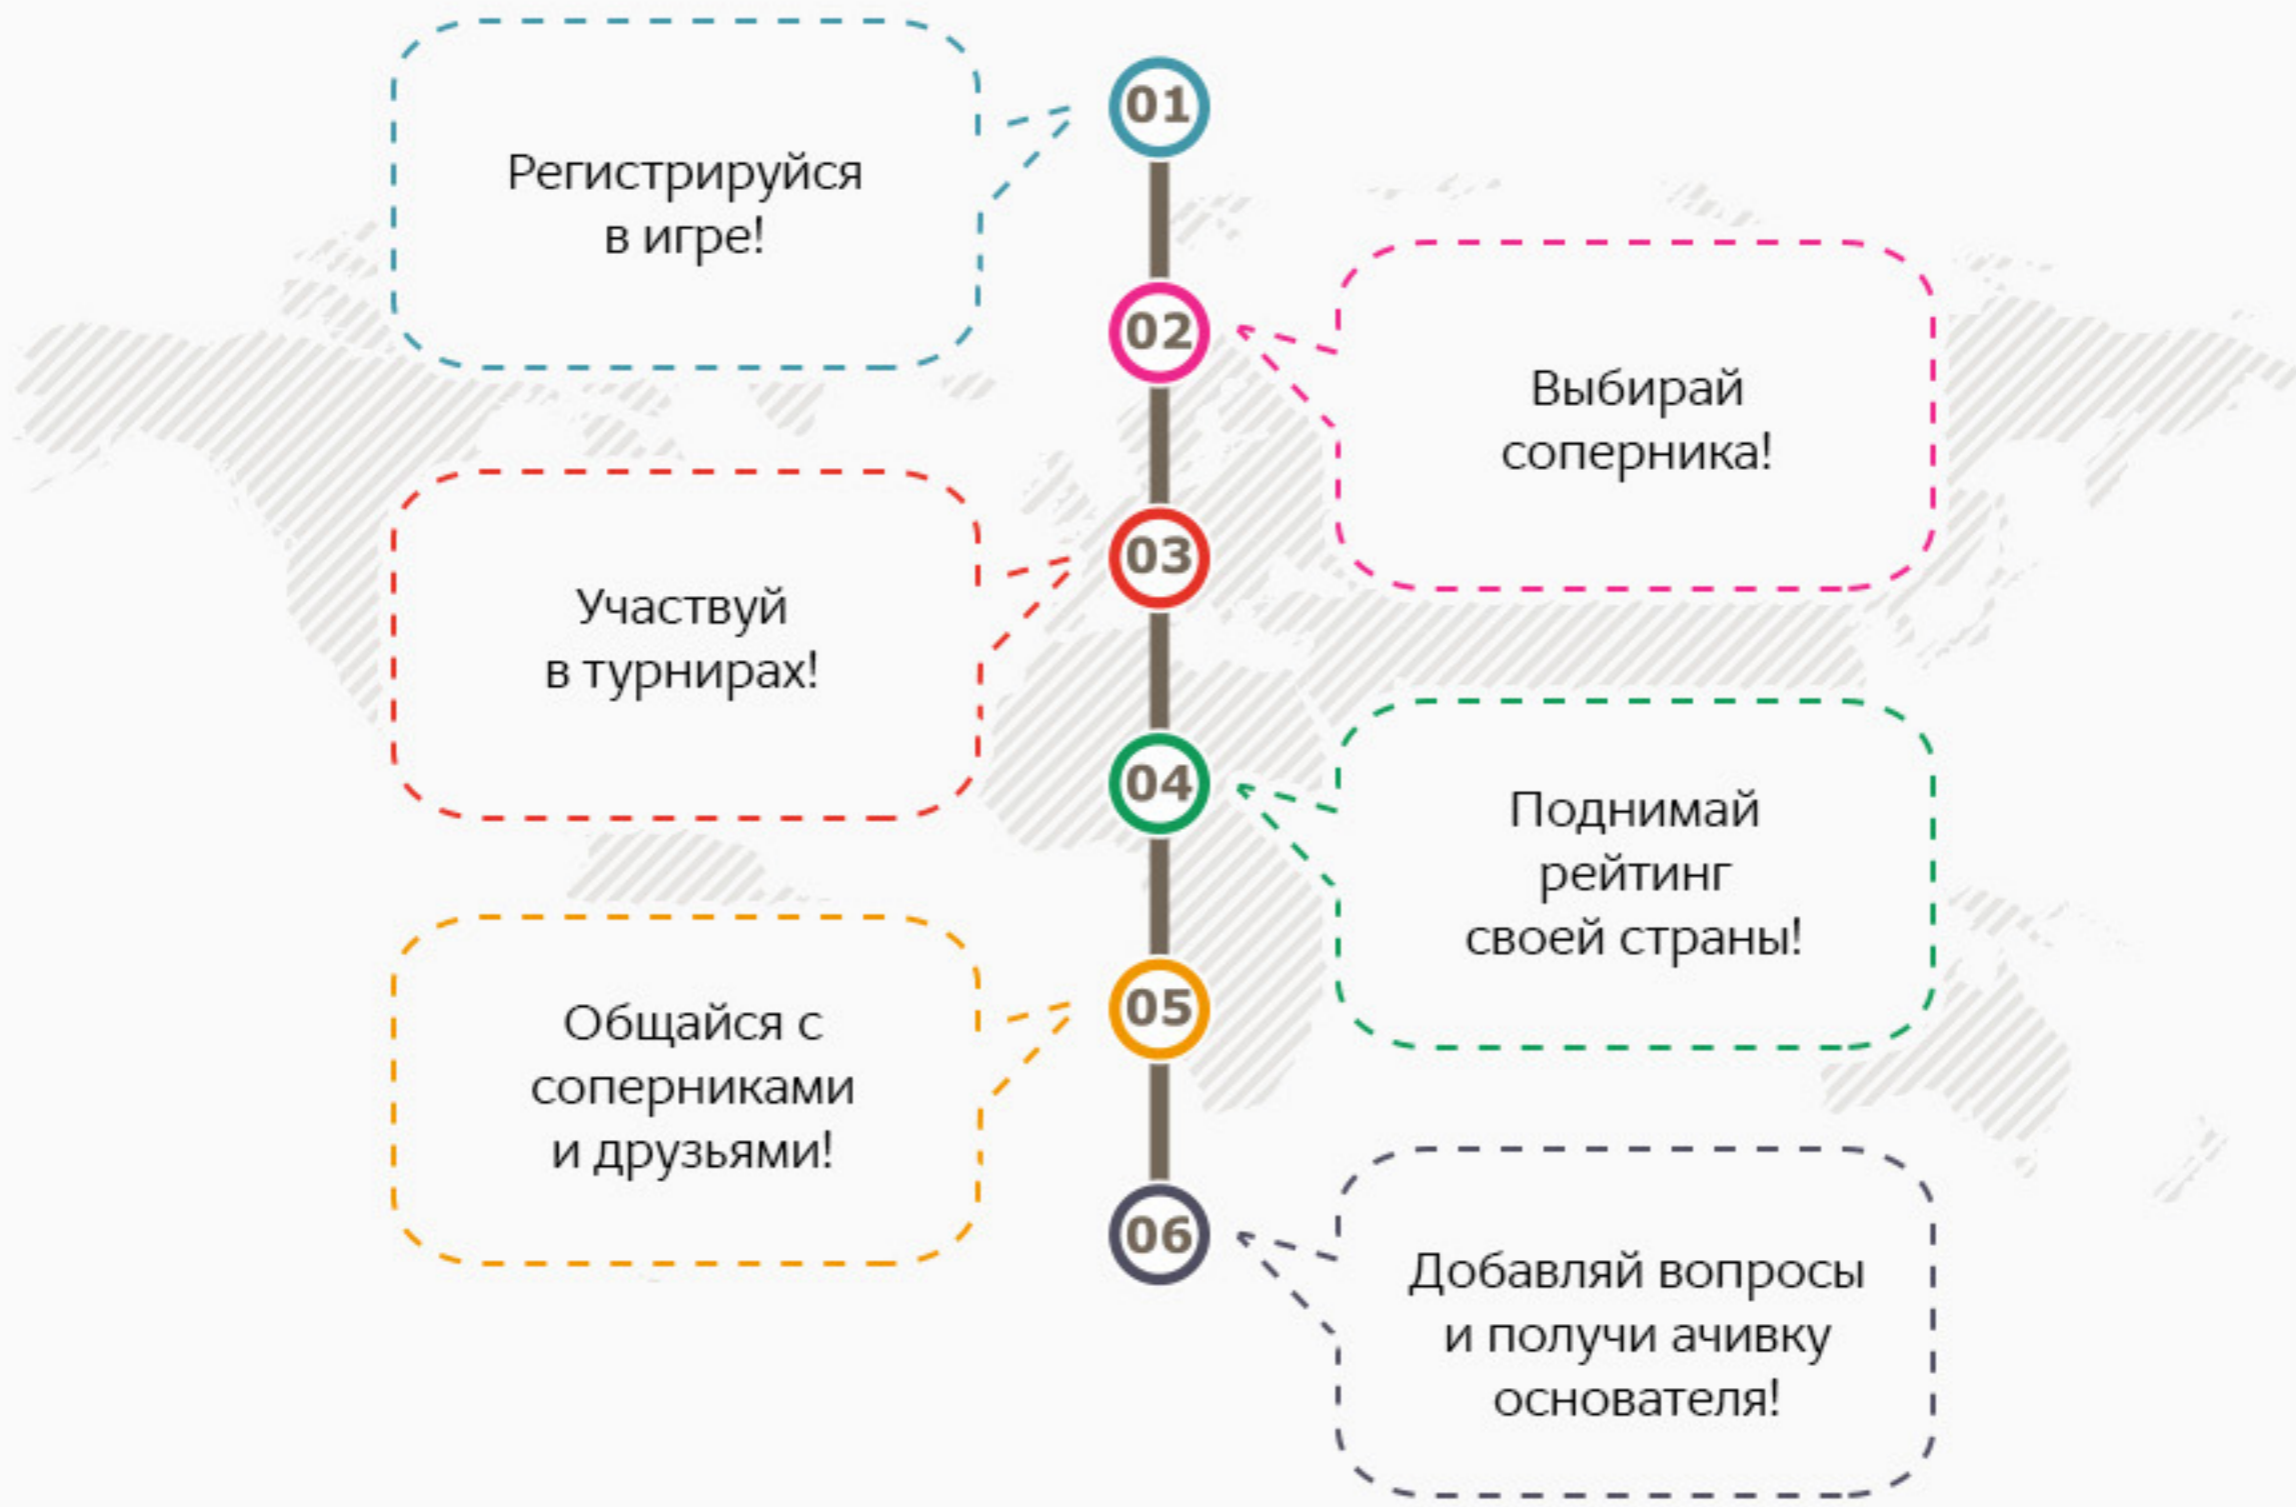 01
Регистрируйся
в игре!
02
Выбирай
соперника!
03
Участвуй
в турнирах!
04
Поднимай
рейтинг
своей страны!
05
Общайся с
соперниками
и друзьями!
06
Добавляй вопросы
и получи ачивку
основателя!